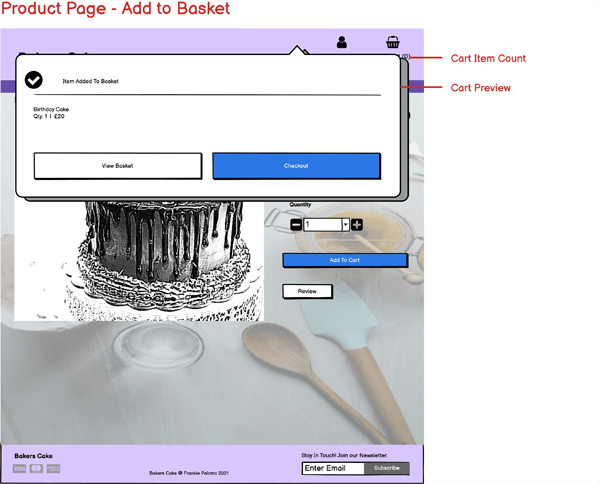 Product Page - Add to Basket
(0)
Cart Item Count
Item Added To Basket
Cart Preview
Birthday Cake
Qty: 1 | £20
View Basket
Checkout
Quantity
1
Add To Cart
Review
Bakers Cake
VISA
Bakers Cake @ Frankie Palomo 2021
Stay In Touch! Join our Newsletter
Enter Email
Subscribe